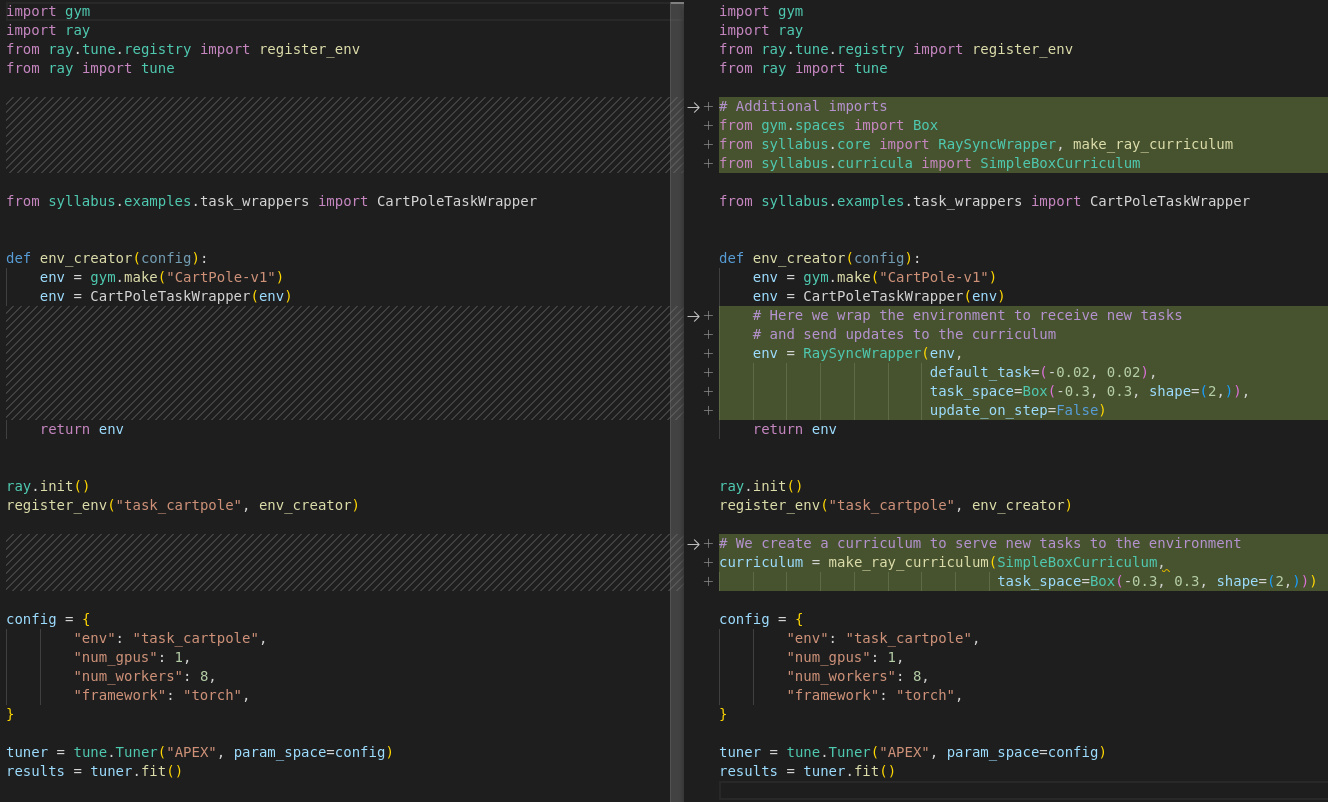 import gym
import ray
from ray.tune.registry import register_env
from ray import tune
from syllabus.examples.task_wrappers import CartPoleTaskWrapper
def env_creator(config):
    env = gym.make("CartPole-v1")
    env = CartPoleTaskWrapper(env)
    return env
ray.init()
register_env("task_cartpole", env_creator)
config = {
        "env": "task_cartpole",
        "num_gpus": 1,
        "num_workers": 8,
        "framework": "torch",
}
tuner = tune.Tuner("APEX", param_space=config)
results = tuner.fit()
import gym
import ray
from ray.tune.registry import register_env
from ray import tune
→ + # Additional imports
+ from gym.spaces import Box
+ from syllabus.core import RaySyncWrapper, make_ray_curriculum
+ from syllabus.curricula import SimpleBoxCurriculum
from syllabus.examples.task_wrappers import CartPoleTaskWrapper
def env_creator(config):
    env = gym.make("CartPole-v1")
    env = CartPoleTaskWrapper(env)
→ +     # Here we wrap the environment to receive new tasks
+     # and send updates to the curriculum
+     env = RaySyncWrapper(env,
+                          default_task=(-0.02, 0.02),
+                          task_space=Box(-0.3, 0.3, shape=(2,)),
+                          update_on_step=False)
    return env
ray.init()
register_env("task_cartpole", env_creator)
→ + # We create a curriculum to serve new tasks to the environment
+ curriculum = make_ray_curriculum(SimpleBoxCurriculum,
+                                  task_space=Box(-0.3, 0.3, shape=(2,)))
config = {
        "env": "task_cartpole",
        "num_gpus": 1,
        "num_workers": 8,
        "framework": "torch",
}
tuner = tune.Tuner("APEX", param_space=config)
results = tuner.fit()